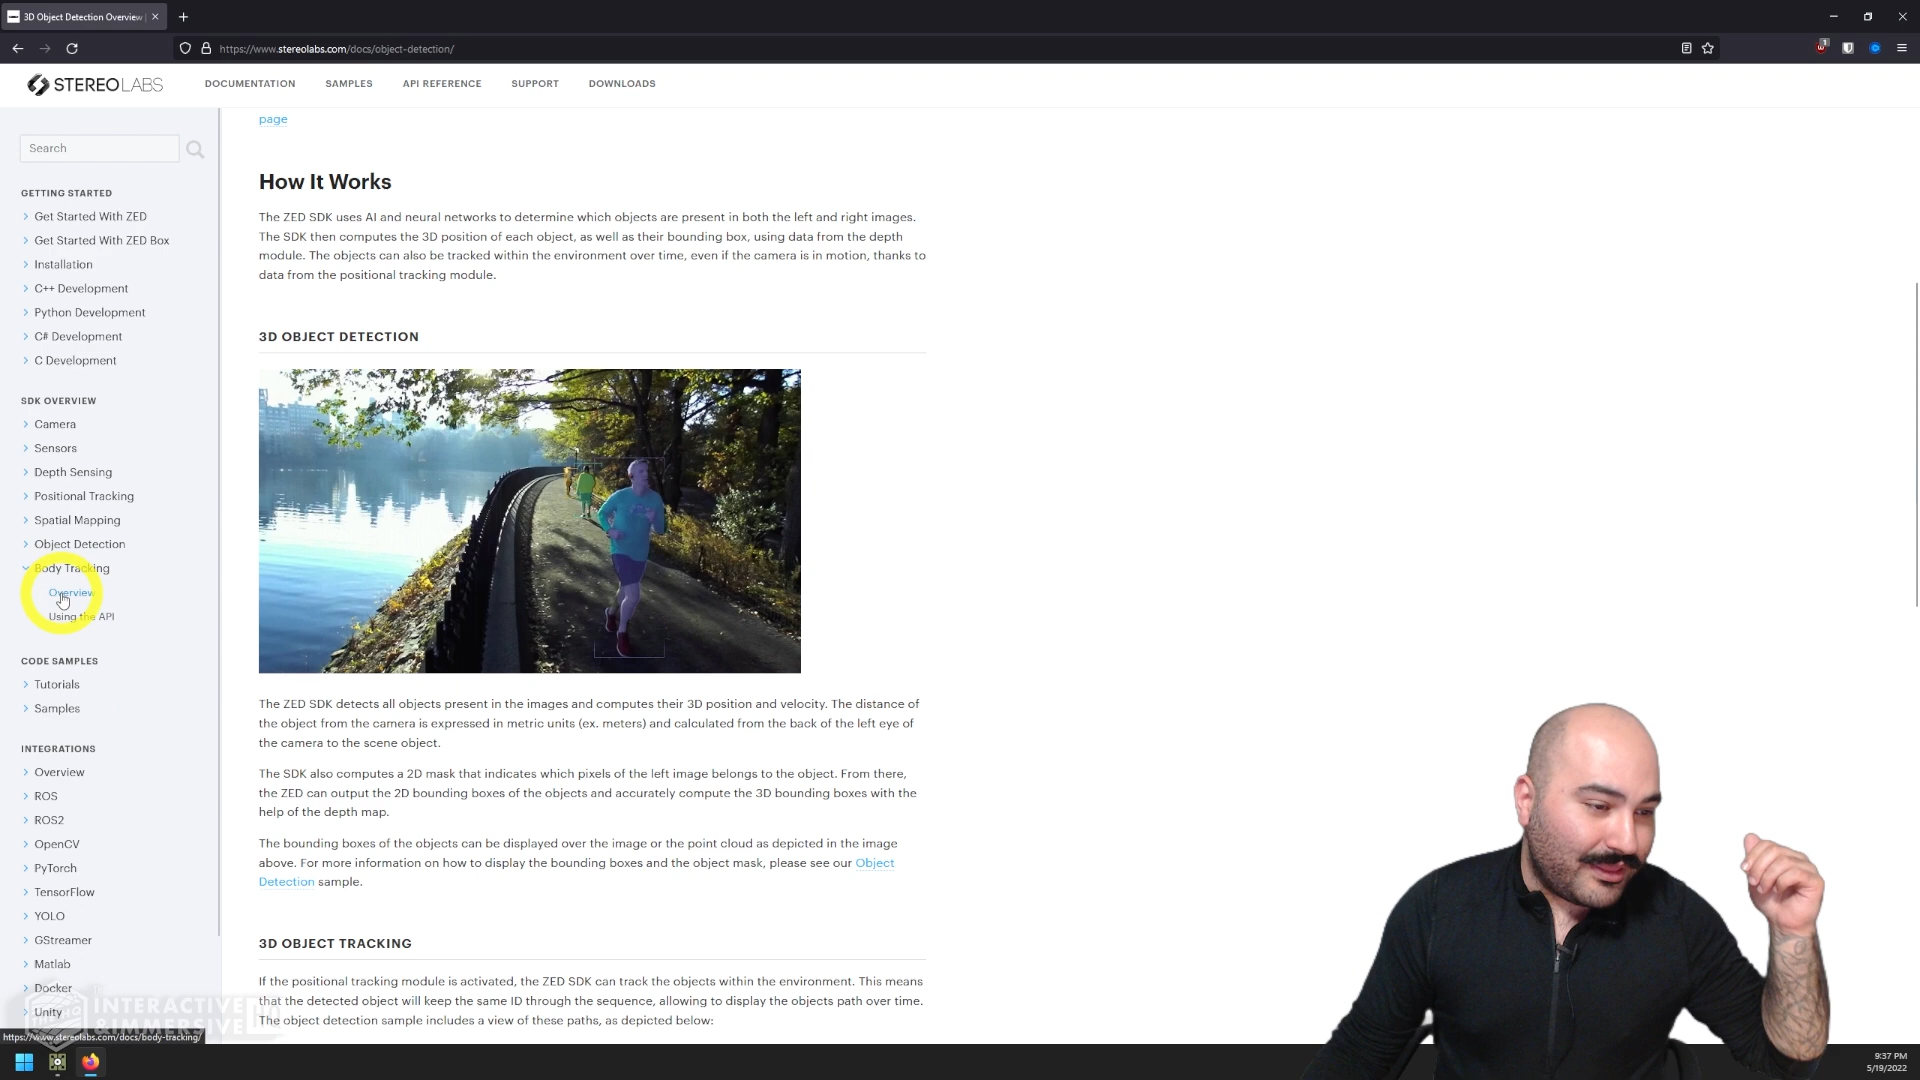 3D Object Detection Overview |
https://www.stereolabs.com/docs/object-detection/
1
STEREOLABS
DOCUMENTATION
SAMPLES
API REFERENCE
SUPPORT
DOWNLOADS
Search
GETTING STARTED
Get Started With ZED
Get Started With ZED Box
Installation
C++ Development
Python Development
C# Development
C Development
SDK OVERVIEW
Camera
Sensors
Depth Sensing
Positional Tracking
Spatial Mapping
Object Detection
Body Tracking
Overview
Using the API
CODE SAMPLES
Tutorials
Samples
INTEGRATIONS
Overview
ROS
ROS2
OpenCV
PyTorch
TensorFlow
YOLO
GStreamer
Matlab
Docker
Unity
page
How It Works
The ZED SDK uses AI and neural networks to determine which objects are present in both the left and right images.
The SDK then computes the 3D position of each object, as well as their bounding box, using data from the depth
module. The objects can also be tracked within the environment over time, even if the camera is in motion, thanks to
data from the positional tracking module.
3D OBJECT DETECTION
The ZED SDK detects all objects present in the images and computes their 3D position and velocity. The distance of
the object from the camera is expressed in metric units (ex. meters) and calculated from the back of the left eye of
the camera to the scene object.
The SDK also computes a 2D mask that indicates which pixels of the left image belongs to the object. From there,
the ZED can output the 2D bounding boxes of the objects and accurately compute the 3D bounding boxes with the
help of the depth map.
The bounding boxes of the objects can be displayed over the image or the point cloud as depicted in the image
above. For more information on how to display the bounding boxes and the object mask, please see our Object
Detection sample.
3D OBJECT TRACKING
If the positional tracking module is activated, the ZED SDK can track the objects within the environment. This means
that the detected object will keep the same ID through the sequence, allowing to display the objects path over time.
The object detection sample includes a view of these paths, as depicted below:
INTERACTIVE
& IMMERSIVE
HQ
https://www.stereolabs.com/docs/body-tracking/
9:37 PM
5/19/2022